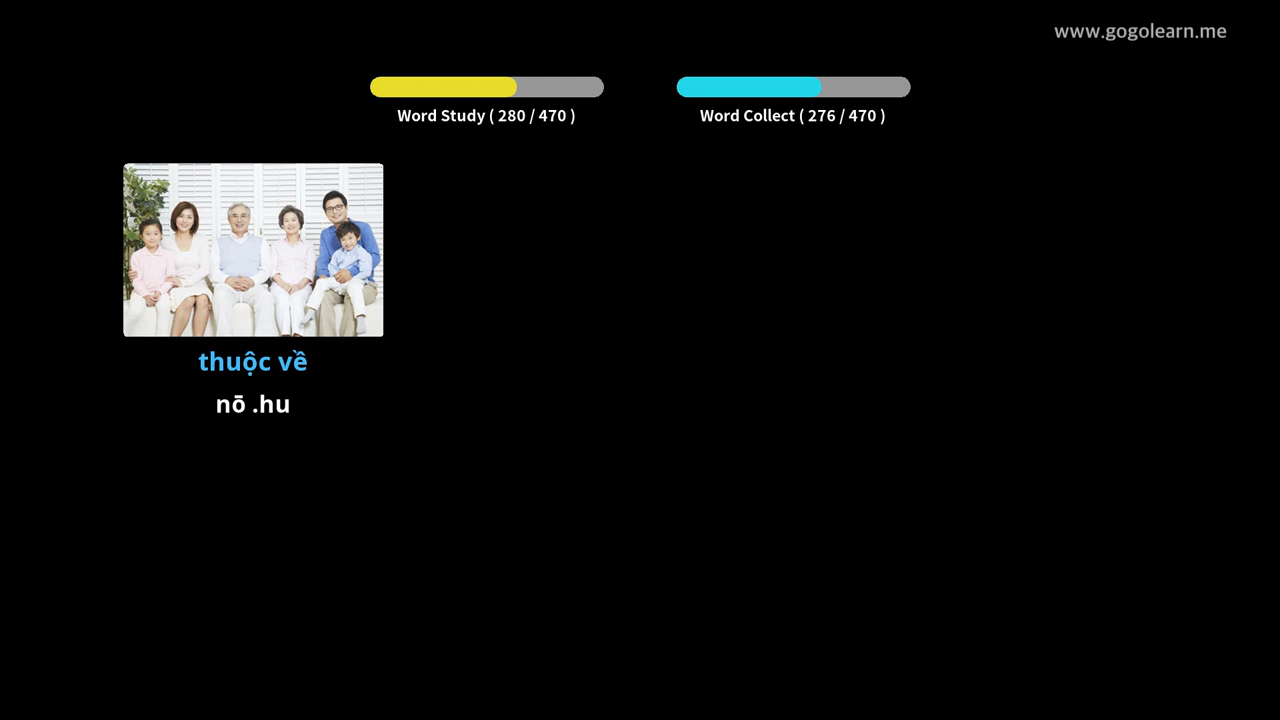 www.gogolearn.me
Word Study ( 280 / 470 )
Word Collect ( 276 / 470 )
thuộc về
nō .hu